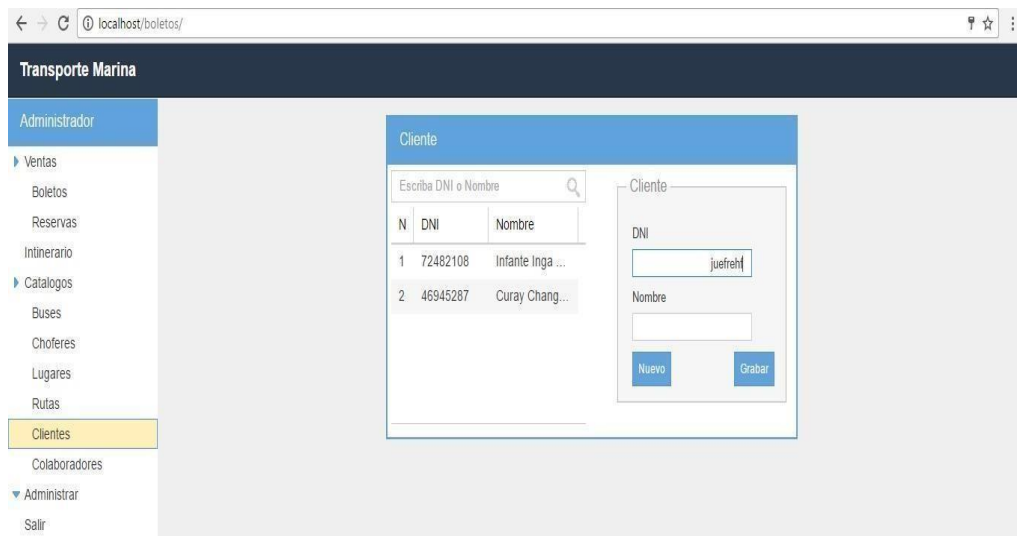 localhost/boletos/
Transporte Marina
Administrador
Ventas
Boletos
Reservas
Intinerario
Catalogos
Buses
Choferes
Lugares
Rutas
Clientes
Colaboradores
Administrar
Salir
Cliente
Escriba DNI o Nombre
N DNI Nombre
1 72482108 Infante Inga ...
2 46945287 Curay Chang...
Cliente
DNI
juefreht
Nombre
Nuevo Grabar